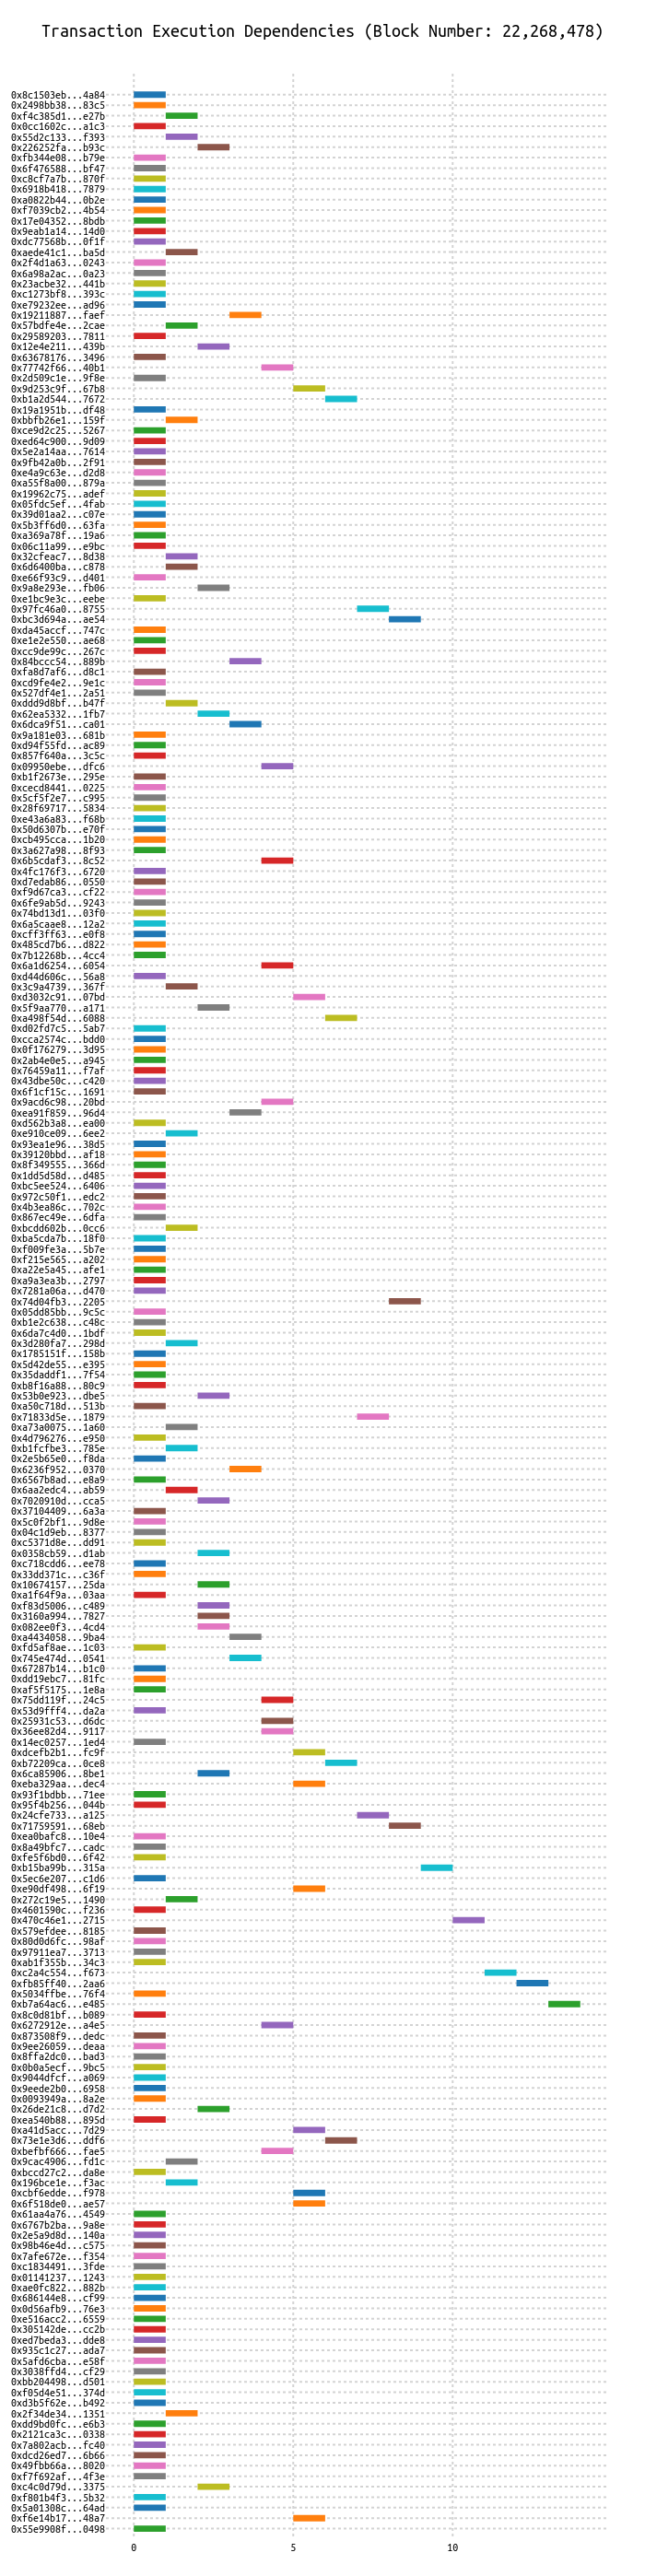 Transaction Execution Dependencies (Block Number: 22,268,478)
0x8c1503eb...4a84
0x2498bb38...83c5
0xf4c385d1...e27b
0x0cc1602c...a1c3
0x55d2c133...f393
0x226252fa...b93c
0xfb344e08...b79e
0x6f476588...bf47
0xc8cf7a7b...870f
0x6918b418...7879
0xa0822b44...0b2e
0xf7039cb2...4b54
0x17e04352...8bdb
0x9eab1a14...14d0
0xdc77568b...0f1f
0xaede41c1...ba5d
0x2f4d1a63...0243
0x6a98a2ac...0a23
0x23acbe32...441b
0xc1273bf8...393c
0xe79232ee...ad96
0x19211887...faef
0x57bdfe4e...2cae
0x29589203...7811
0x12e4e211...439b
0x63678176...3496
0x77742f66...40b1
0x2d509c1e...9f8e
0x9d253c9f...67b8
0xb1a2d544...7672
0x19a1951b...df48
0xbbfb26e1...159f
0xce9d2c25...5267
0xed64c900...9d09
0x5e2a14aa...7614
0x9fb42a0b...2f91
0xe4a9c63e...d2d8
0xa55f8a00...879a
0x19962c75...adef
0x05fdc5ef...4fab
0x39d01aa2...c07e
0x5b3ff6d0...63fa
0xa369a78f...19a6
0x06c11a99...e9bc
0x32cfeac7...8d38
0x6d6400ba...c878
0xe66f93c9...d401
0x9a8e293e...fb06
0xe1bc9e3c...eebe
0x97fc46a0...8755
0xbc3d694a...ae54
0xda45accf...747c
0xe1e2e550...ae68
0xcc9de99c...267c
0x84bccc54...889b
0xfa8d7af6...d8c1
0xcd9fe4e2...9e1c
0x527df4e1...2a51
0xddd9d8bf...b47f
0x62ea5332...1fb7
0x6dca9f51...ca01
0x9a181e03...681b
0xd94f55fd...ac89
0x857f640a...3c5c
0x09950ebe...dfc6
0xb1f2673e...295e
0xcecd8441...0225
0x5cf5f2e7...c995
0x28f69717...5834
0xe43a6a83...f68b
0x50d6307b...e70f
0xcb495cca...1b20
0x3a627a98...8f93
0x6b5cdaf3...8c52
0x4fc176f3...6720
0xd7edab86...0550
0xf9d67ca3...cf22
0x6fe9ab5d...9243
0x74bd13d1...03f0
0x6a5caae8...12a2
0xcff3ff63...e0f8
0x485cd7b6...d822
0x7b12268b...4cc4
0x6a1d6254...6054
0xd44d606c...56a8
0x3c9a4739...367f
0xd3032c91...07bd
0x5f9aa770...a171
0xa498f54d...6088
0xd02fd7c5...5ab7
0xcca2574c...bdd0
0x0f176279...3d95
0x2ab4e0e5...a945
0x76459a11...f7af
0x43dbe50c...c420
0x6f1cf15c...1691
0x9acd6c98...20bd
0xea91f859...96d4
0xd562b3a8...ea00
0xe910ce09...6ee2
0x93ea1e96...38d5
0x39120bbd...af18
0x8f349555...366d
0x1dd5d58d...d485
0xbc5ee524...6406
0x972c50f1...edc2
0x4b3ea86c...702c
0x867ec49e...6dfa
0xbcdd602b...0cc6
0xba5cda7b...18f0
0xf009fe3a...5b7e
0xf215e565...a202
0xa22e5a45...afe1
0xa9a3ea3b...2797
0x7281a06a...d470
0x74d04fb3...2205
0x05dd85bb...9c5c
0xb1e2c638...c48c
0x6da7c4d0...1bdf
0x3d280fa7...298d
0x1785151f...158b
0x5d42de55...e395
0x35daddf1...7f54
0xb8f16a88...80c9
0x53b0e923...dbe5
0xa50c718d...513b
0x71833d5e...1879
0xa73a0075...1a60
0x4d796276...e950
0xb1fcfbe3...785e
0x2e5b65e0...f8da
0x6236f952...0370
0x6567b8ad...e8a9
0x6aa2edc4...ab59
0x7020910d...cca5
0x37104409...6a3a
0x5c0f2bf1...9d8e
0x04c1d9eb...8377
0xc5371d8e...dd91
0x0358cb59...d1ab
0xc718cdd6...ee78
0x33dd371c...c36f
0x10674157...25da
0xa1f64f9a...03aa
0xf83d5006...c489
0x3160a994...7827
0x082ee0f3...4cd4
0xa4434058...9ba4
0xfd5af8ae...1c03
0x745e474d...0541
0x67287b14...b1c0
0xdd19ebc7...81fc
0xaf5f5175...1e8a
0x75dd119f...24c5
0x53d9fff4...da2a
0x25931c53...d6dc
0x36ee82d4...9117
0x14ec0257...1ed4
0xdcefb2b1...fc9f
0xb72209ca...0ce8
0x6ca85906...8be1
0xeba329aa...dec4
0x93f1bdbb...71ee
0x95f4b256...044b
0x24cfe733...a125
0x71759591...68eb
0xea0bafc8...10e4
0x8a49bfc7...cadc
0xfe5f6bd0...6f42
0xb15ba99b...315a
0x5ec6e207...c1d6
0xe90df498...6f19
0x272c19e5...1490
0x4601590c...f236
0x470c46e1...2715
0x579efdee...8185
0x80d0d6fc...98af
0x97911ea7...3713
0xab1f355b...34c3
0xc2a4c554...f673
0xfb85ff40...2aa6
0x5034ffbe...76f4
0xb7a64ac6...e485
0x8c0d81bf...b089
0x6272912e...a4e5
0x873508f9...dedc
0x9ee26059...deaa
0x8ffa2dc0...bad3
0x0b0a5ecf...9bc5
0x9044dfcf...a069
0x9eede2b0...6958
0x0093949a...8a2e
0x26de21c8...d7d2
0xea540b88...895d
0xa41d5acc...7d29
0x73e1e3d6...ddf6
0xbefbf666...fae5
0x9cac4906...fd1c
0xbccd27c2...da8e
0x196bce1e...f3ac
0xcbf6edde...f978
0x6f518de0...ae57
0x61aa4a76...4549
0x6767b2ba...9a8e
0x2e5a9d8d...140a
0x98b46e4d...c575
0x7afe672e...f354
0xc1834491...3fde
0x01141237...1243
0xae0fc822...882b
0x686144e8...cf99
0x0d56afb9...76e3
0xe516acc2...6559
0x305142de...cc2b
0xed7beda3...dde8
0x935c1c27...ada7
0x5afd6cba...e58f
0x3038ffd4...cf29
0xbb204498...d501
0xf05d4e51...374d
0xd3b5f62e...b492
0x2f34de34...1351
0xdd9bd0fc...e6b3
0x2121ca3c...0338
0x7a802acb...fc40
0xdcd26ed7...6b66
0x49fbb66a...8020
0xf7f692af...4f3e
0xc4c0d79d...3375
0xf801b4f3...5b32
0x5a01308c...64ad
0xf6e14b17...48a7
0x55e9908f...0498
0 5 10